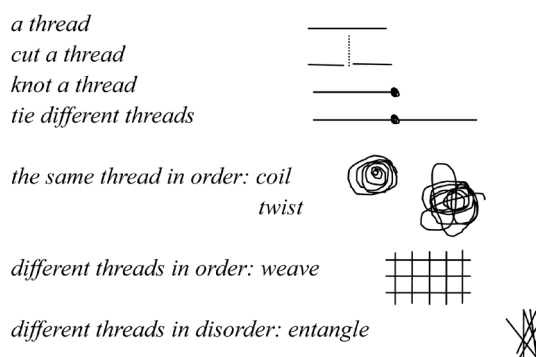 a thread
cut a thread
knot a thread
tie different threads
the same thread in order: coil
twist
different threads in order: weave
different threads in disorder: entangle